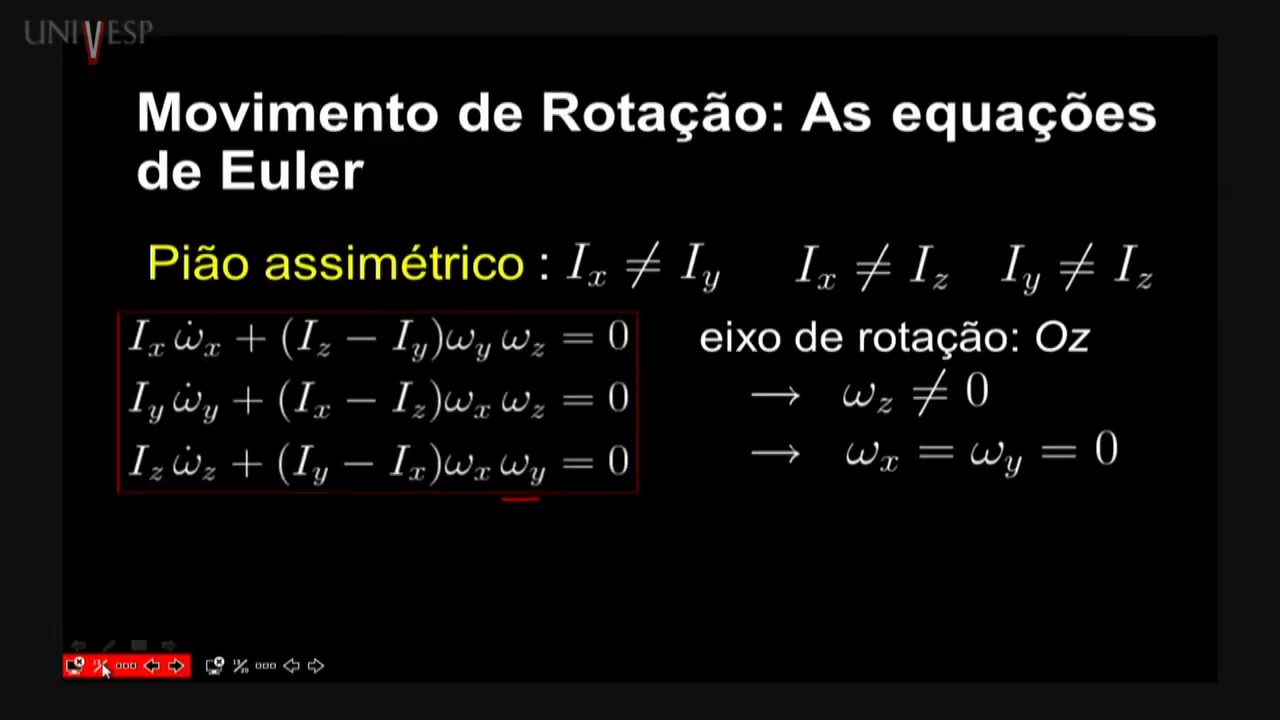 UNIVESP
Movimento de Rotação: As equações
de Euler
Pião assimétrico : I_x ≠ I_y I_x ≠ I_z I_y ≠ I_z
I_x ω̇_x + (I_z − I_y)ω_y ω_z = 0
I_y ω̇_y + (I_x − I_z)ω_x ω_z = 0
I_z ω̇_z + (I_y − I_x)ω_x ω_y = 0
eixo de rotação: Oz
→ ω_z ≠ 0
→ ω_x = ω_y = 0